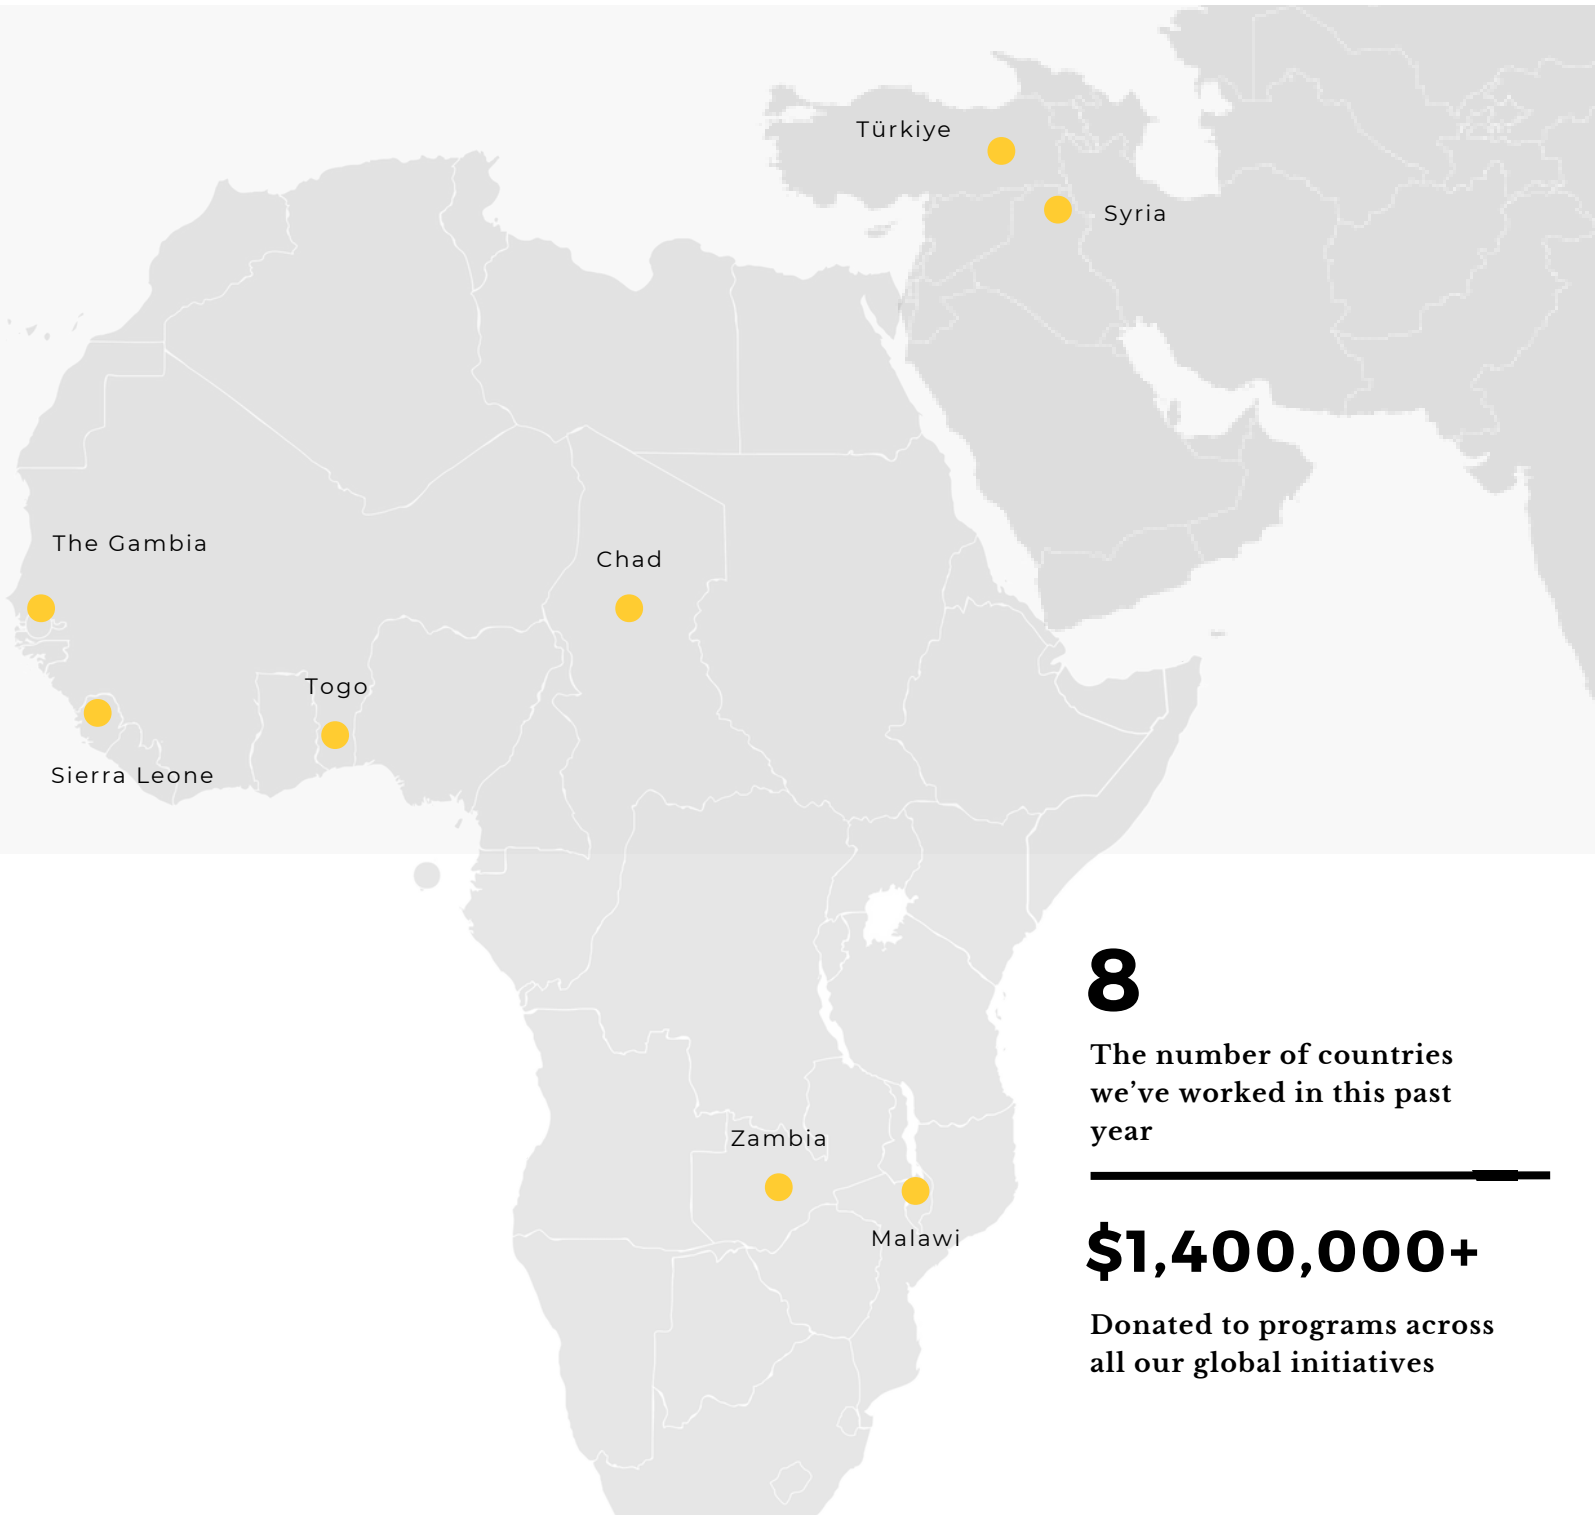 Türkiye
Syria
The Gambia
Chad
Togo
Sierra Leone
8
The number of countries
we’ve worked in this past
year
Zambia
Malawi
$1,400,000+
Donated to programs across
all our global initiatives